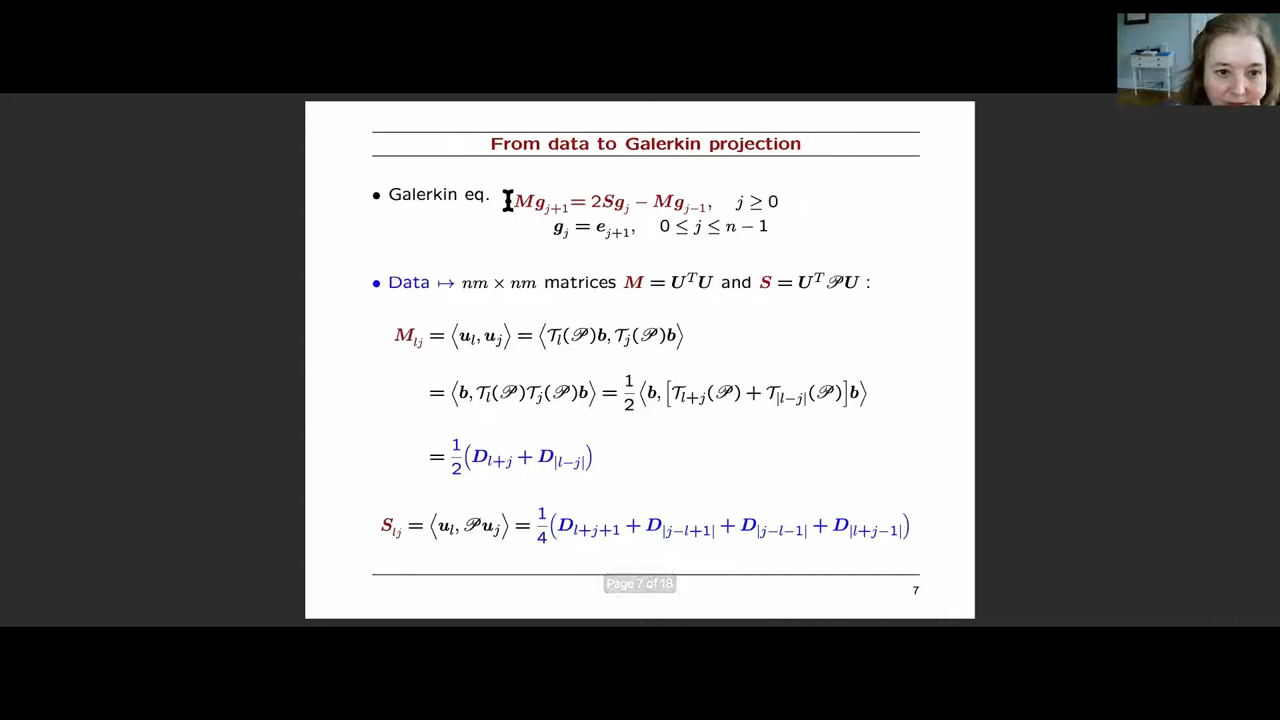 From data to Galerkin projection
• Galerkin eq. Mg_{j+1} = 2Sg_j − Mg_{j−1}, j ≥ 0
g_j = e_{j+1}, 0 ≤ j ≤ n − 1
• Data ↦ nm × nm matrices M = U^T U and S = U^T 𝒫U :
M_{lj} = ⟨u_l, u_j⟩ = ⟨𝒯_l(𝒫)b, 𝒯_j(𝒫)b⟩
= ⟨b, 𝒯_l(𝒫)𝒯_j(𝒫)b⟩ = 1/2 ⟨b, [𝒯_{l+j}(𝒫) + 𝒯_{|l−j|}(𝒫)]b⟩
= 1/2 (D_{l+j} + D_{|l−j|})
S_{lj} = ⟨u_l, 𝒫u_j⟩ = 1/4 (D_{l+j+1} + D_{|j−l+1|} + D_{|j−l−1|} + D_{|l+j−1|})
Page 7 of 18
7